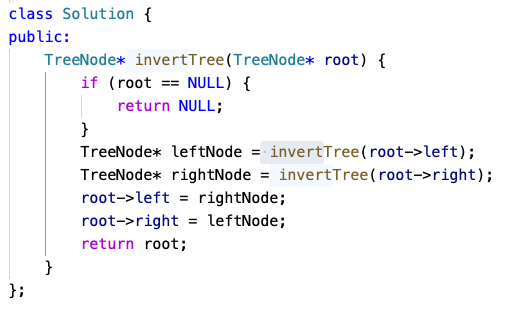 class Solution {
public:
    TreeNode* invertTree(TreeNode* root) {
        if (root == NULL) {
            return NULL;
        }
        TreeNode* leftNode = invertTree(root->left);
        TreeNode* rightNode = invertTree(root->right);
        root->left = rightNode;
        root->right = leftNode;
        return root;
    }
};